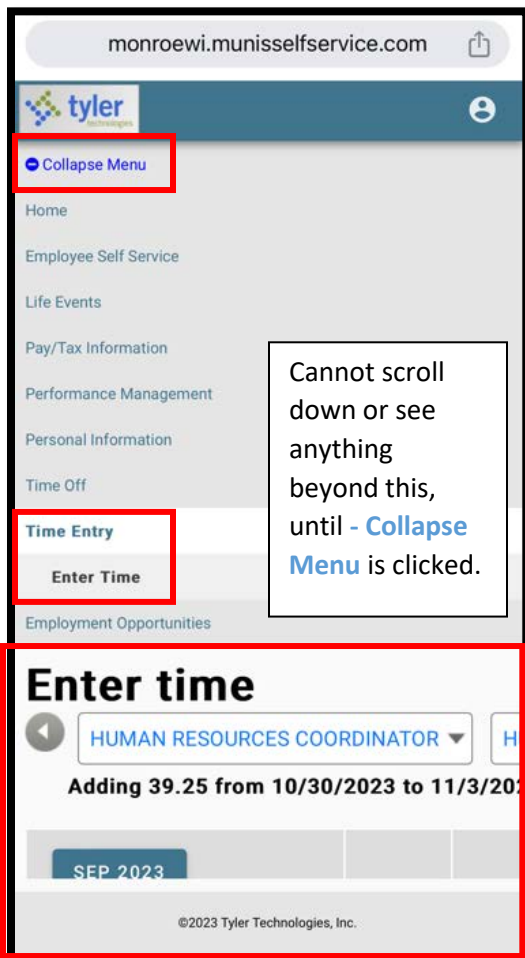 monroewi.munisselfservice.com
tyler
technologies
Collapse Menu
Home
Employee Self Service
Life Events
Pay/Tax Information
Performance Management
Personal Information
Time Off
Time Entry
Enter Time
Employment Opportunities
Cannot scroll
down or see
anything
beyond this,
until - Collapse
Menu is clicked.
Enter time
HUMAN RESOURCES COORDINATOR
H
Adding 39.25 from 10/30/2023 to 11/3/202
SEP 2023
©2023 Tyler Technologies, Inc.